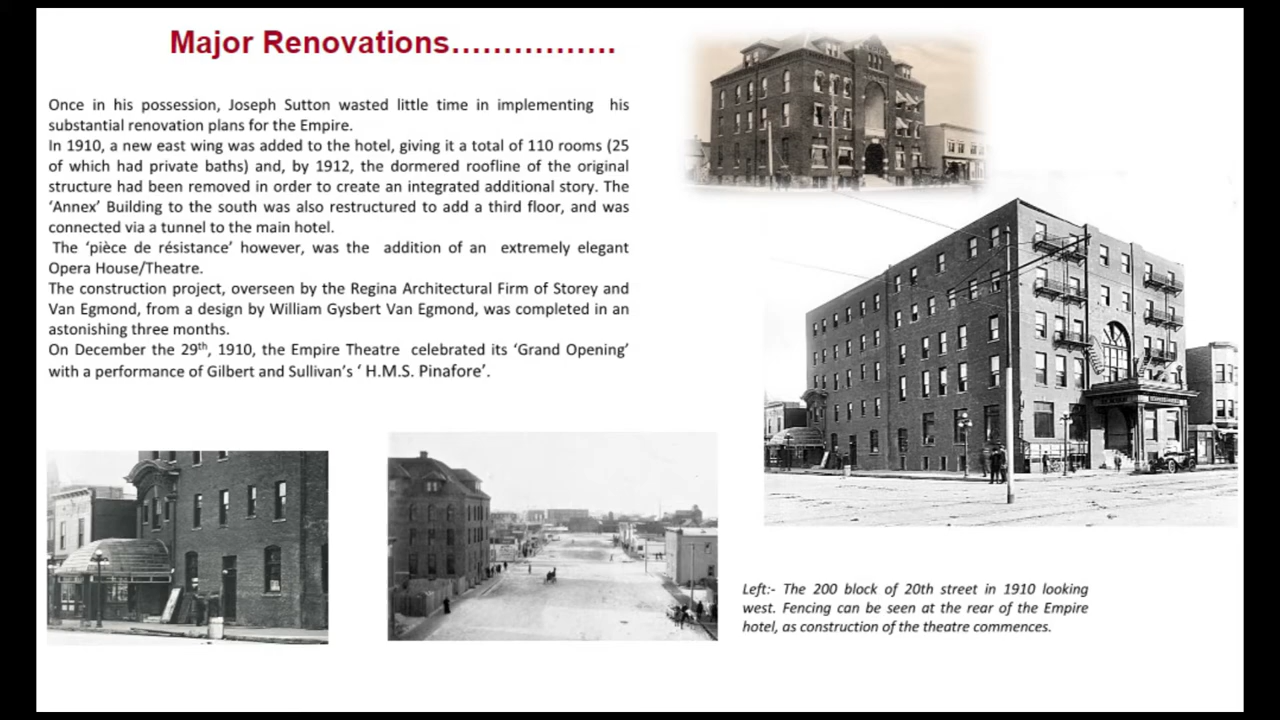 Major Renovations................
Once in his possession, Joseph Sutton wasted little time in implementing his
substantial renovation plans for the Empire.
In 1910, a new east wing was added to the hotel, giving it a total of 110 rooms (25
of which had private baths) and, by 1912, the dormered roofline of the original
structure had been removed in order to create an integrated additional story. The
‘Annex’ Building to the south was also restructured to add a third floor, and was
connected via a tunnel to the main hotel.
The ‘pièce de résistance’ however, was the addition of an extremely elegant
Opera House/Theatre.
The construction project, overseen by the Regina Architectural Firm of Storey and
Van Egmond, from a design by William Gysbert Van Egmond, was completed in an
astonishing three months.
On December the 29th, 1910, the Empire Theatre celebrated its ‘Grand Opening’
with a performance of Gilbert and Sullivan’s ‘ H.M.S. Pinafore’.
Left:- The 200 block of 20th street in 1910 looking
west. Fencing can be seen at the rear of the Empire
hotel, as construction of the theatre commences.